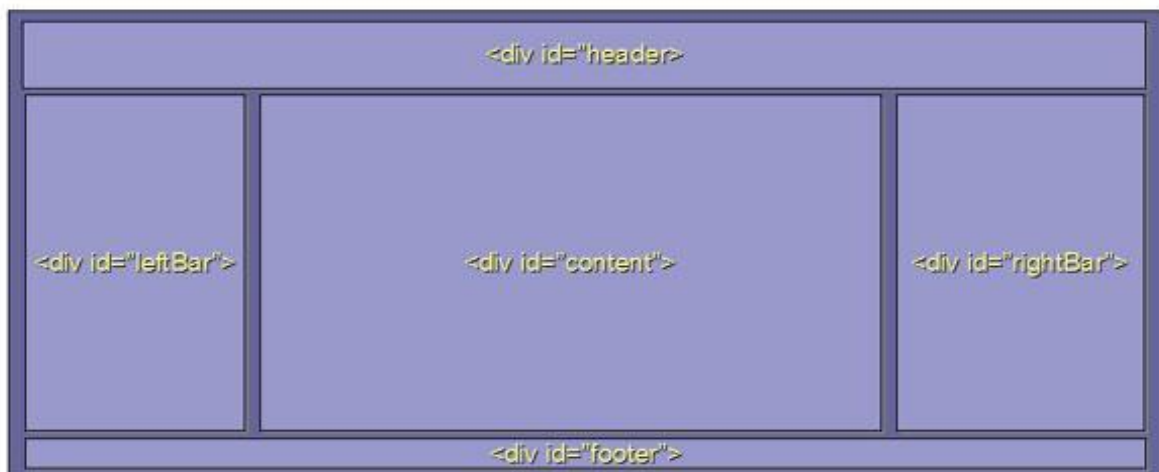 <div id="header>
<div id="leftBar">
<div id="content">
<div id="rightBar">
<div id="footer">